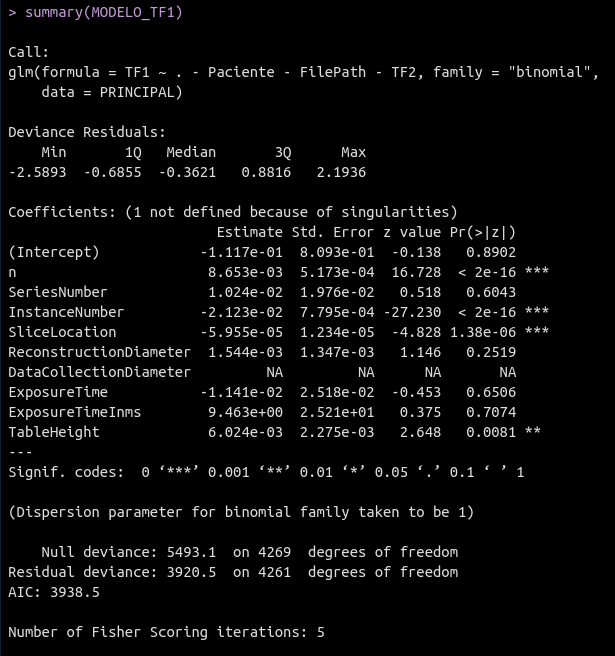 > summary(MODELO_TF1)

Call:
glm(formula = TF1 ~ . - Paciente - FilePath - TF2, family = "binomial",
    data = PRINCIPAL)

Deviance Residuals:
    Min       1Q   Median       3Q      Max
-2.5893  -0.6855  -0.3621   0.8816   2.1936

Coefficients: (1 not defined because of singularities)
                         Estimate Std. Error z value Pr(>|z|)
(Intercept)            -1.117e-01  8.093e-01  -0.138   0.8902
n                       8.653e-03  5.173e-04  16.728  < 2e-16 ***
SeriesNumber            1.024e-02  1.976e-02   0.518   0.6043
InstanceNumber         -2.123e-02  7.795e-04 -27.230  < 2e-16 ***
SliceLocation          -5.955e-05  1.234e-05  -4.828 1.38e-06 ***
ReconstructionDiameter  1.544e-03  1.347e-03   1.146   0.2519
DataCollectionDiameter         NA         NA      NA       NA
ExposureTime           -1.141e-02  2.518e-02  -0.453   0.6506
ExposureTimeInms        9.463e+00  2.521e+01   0.375   0.7074
TableHeight             6.024e-03  2.275e-03   2.648   0.0081 **
---
Signif. codes:  0 ‘***’ 0.001 ‘**’ 0.01 ‘*’ 0.05 ‘.’ 0.1 ‘ ’ 1

(Dispersion parameter for binomial family taken to be 1)

    Null deviance: 5493.1  on 4269  degrees of freedom
Residual deviance: 3920.5  on 4261  degrees of freedom
AIC: 3938.5

Number of Fisher Scoring iterations: 5